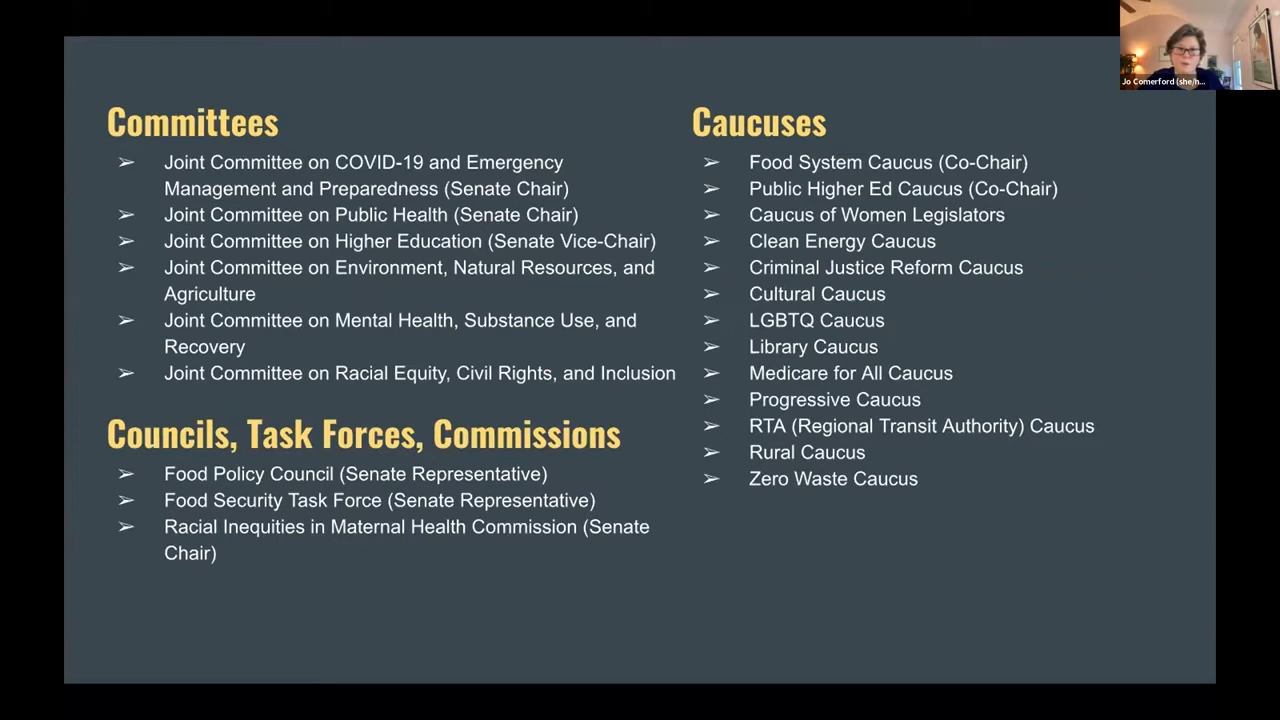 Committees
➢ Joint Committee on COVID-19 and Emergency
Management and Preparedness (Senate Chair)
➢ Joint Committee on Public Health (Senate Chair)
➢ Joint Committee on Higher Education (Senate Vice-Chair)
➢ Joint Committee on Environment, Natural Resources, and
Agriculture
➢ Joint Committee on Mental Health, Substance Use, and
Recovery
➢ Joint Committee on Racial Equity, Civil Rights, and Inclusion
Councils, Task Forces, Commissions
➢ Food Policy Council (Senate Representative)
➢ Food Security Task Force (Senate Representative)
➢ Racial Inequities in Maternal Health Commission (Senate
Chair)
Caucuses
➢ Food System Caucus (Co-Chair)
➢ Public Higher Ed Caucus (Co-Chair)
➢ Caucus of Women Legislators
➢ Clean Energy Caucus
➢ Criminal Justice Reform Caucus
➢ Cultural Caucus
➢ LGBTQ Caucus
➢ Library Caucus
➢ Medicare for All Caucus
➢ Progressive Caucus
➢ RTA (Regional Transit Authority) Caucus
➢ Rural Caucus
➢ Zero Waste Caucus
Jo Comerford (she/h...